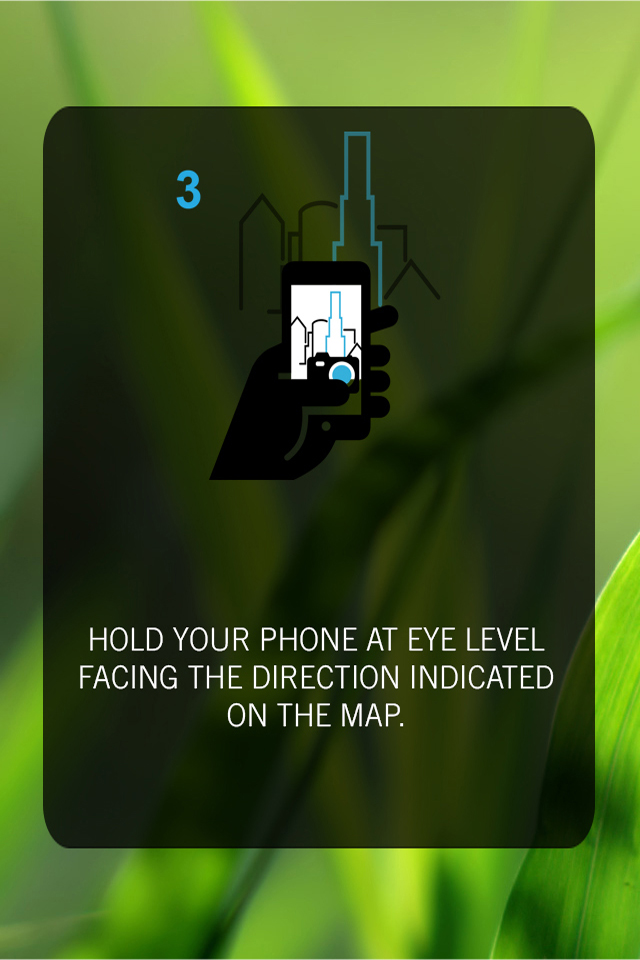 3
HOLD YOUR PHONE AT EYE LEVEL
FACING THE DIRECTION INDICATED
ON THE MAP.